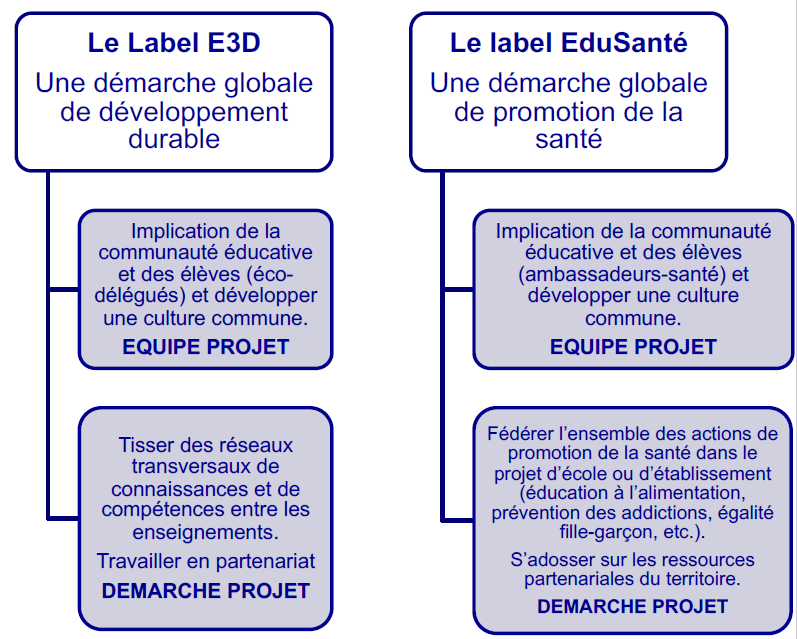 Le Label E3D
Une démarche globale
de développement
durable
Implication de la
communauté éducative
et des élèves (éco-
délégués) et développer
une culture commune.
EQUIPE PROJET
Tisser des réseaux
transversaux de
connaissances et de
compétences entre les
enseignements.
Travailler en partenariat
DEMARCHE PROJET
Le label EduSanté
Une démarche globale
de promotion de la
santé
Implication de la communauté
éducative et des élèves
(ambassadeurs-santé) et
développer une culture
commune.
EQUIPE PROJET
Fédérer l’ensemble des actions de
promotion de la santé dans le
projet d’école ou d’établissement
(éducation à l’alimentation,
prévention des addictions, égalité
fille-garçon, etc.).
S’adosser sur les ressources
partenariales du territoire.
DEMARCHE PROJET